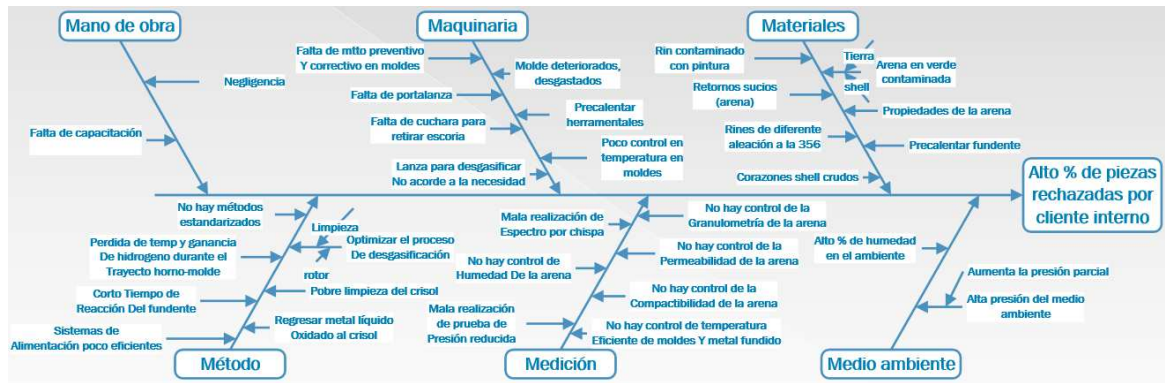 Mano de obra
Negligencia
Falta de capacitación
Maquinaria
Falta de mtto preventivo
Y correctivo en moldes
Molde deteriorados,
desgastados
Falta de portalanza
Precalentar
herramentales
Falta de cuchara para
retirar escoria
Poco control en
temperatura en
moldes
Lanza para desgasificar
No acorde a la necesidad
Materiales
Rin contaminado
con pintura
Tierra
Arena en verde
contaminada
shell
Retornos sucios
(arena)
Propiedades de la arena
Rines de diferente
aleación a la 356
Precalentar fundente
Corazones shell crudos
Alto % de piezas
rechazadas por
cliente interno
No hay métodos
estandarizados
Limpieza
Optimizar el proceso
De desgasificación
rotor
Perdida de temp y ganancia
De hidrogeno durante el
Trayecto horno-molde
Pobre limpieza del crisol
Corto Tiempo de
Reacción Del fundente
Regresar metal líquido
Oxidado al crisol
Sistemas de
Alimentación poco eficientes
Método
Mala realización de
Espectro por chispa
No hay control de la
Granulometría de la arena
No hay control de
Humedad De la arena
No hay control de la
Permeabilidad de la arena
No hay control de la
Compactibilidad de la arena
Mala realización
de prueba de
Presión reducida
No hay control de temperatura
Eficiente de moldes Y metal fundido
Medición
Alto % de humedad
en el ambiente
Aumenta la presión parcial
Alta presión del medio
ambiente
Medio ambiente